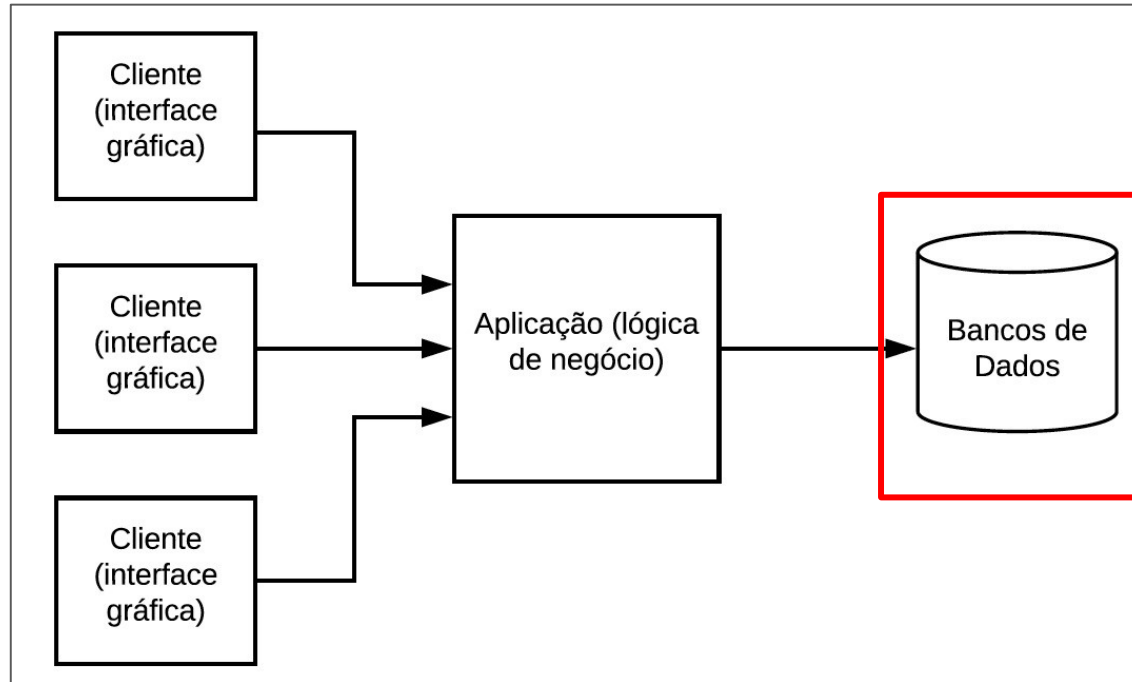 Cliente
(interface
gráfica)
Cliente
(interface
gráfica)
Cliente
(interface
gráfica)
Aplicação (lógica
de negócio)
Bancos de
Dados